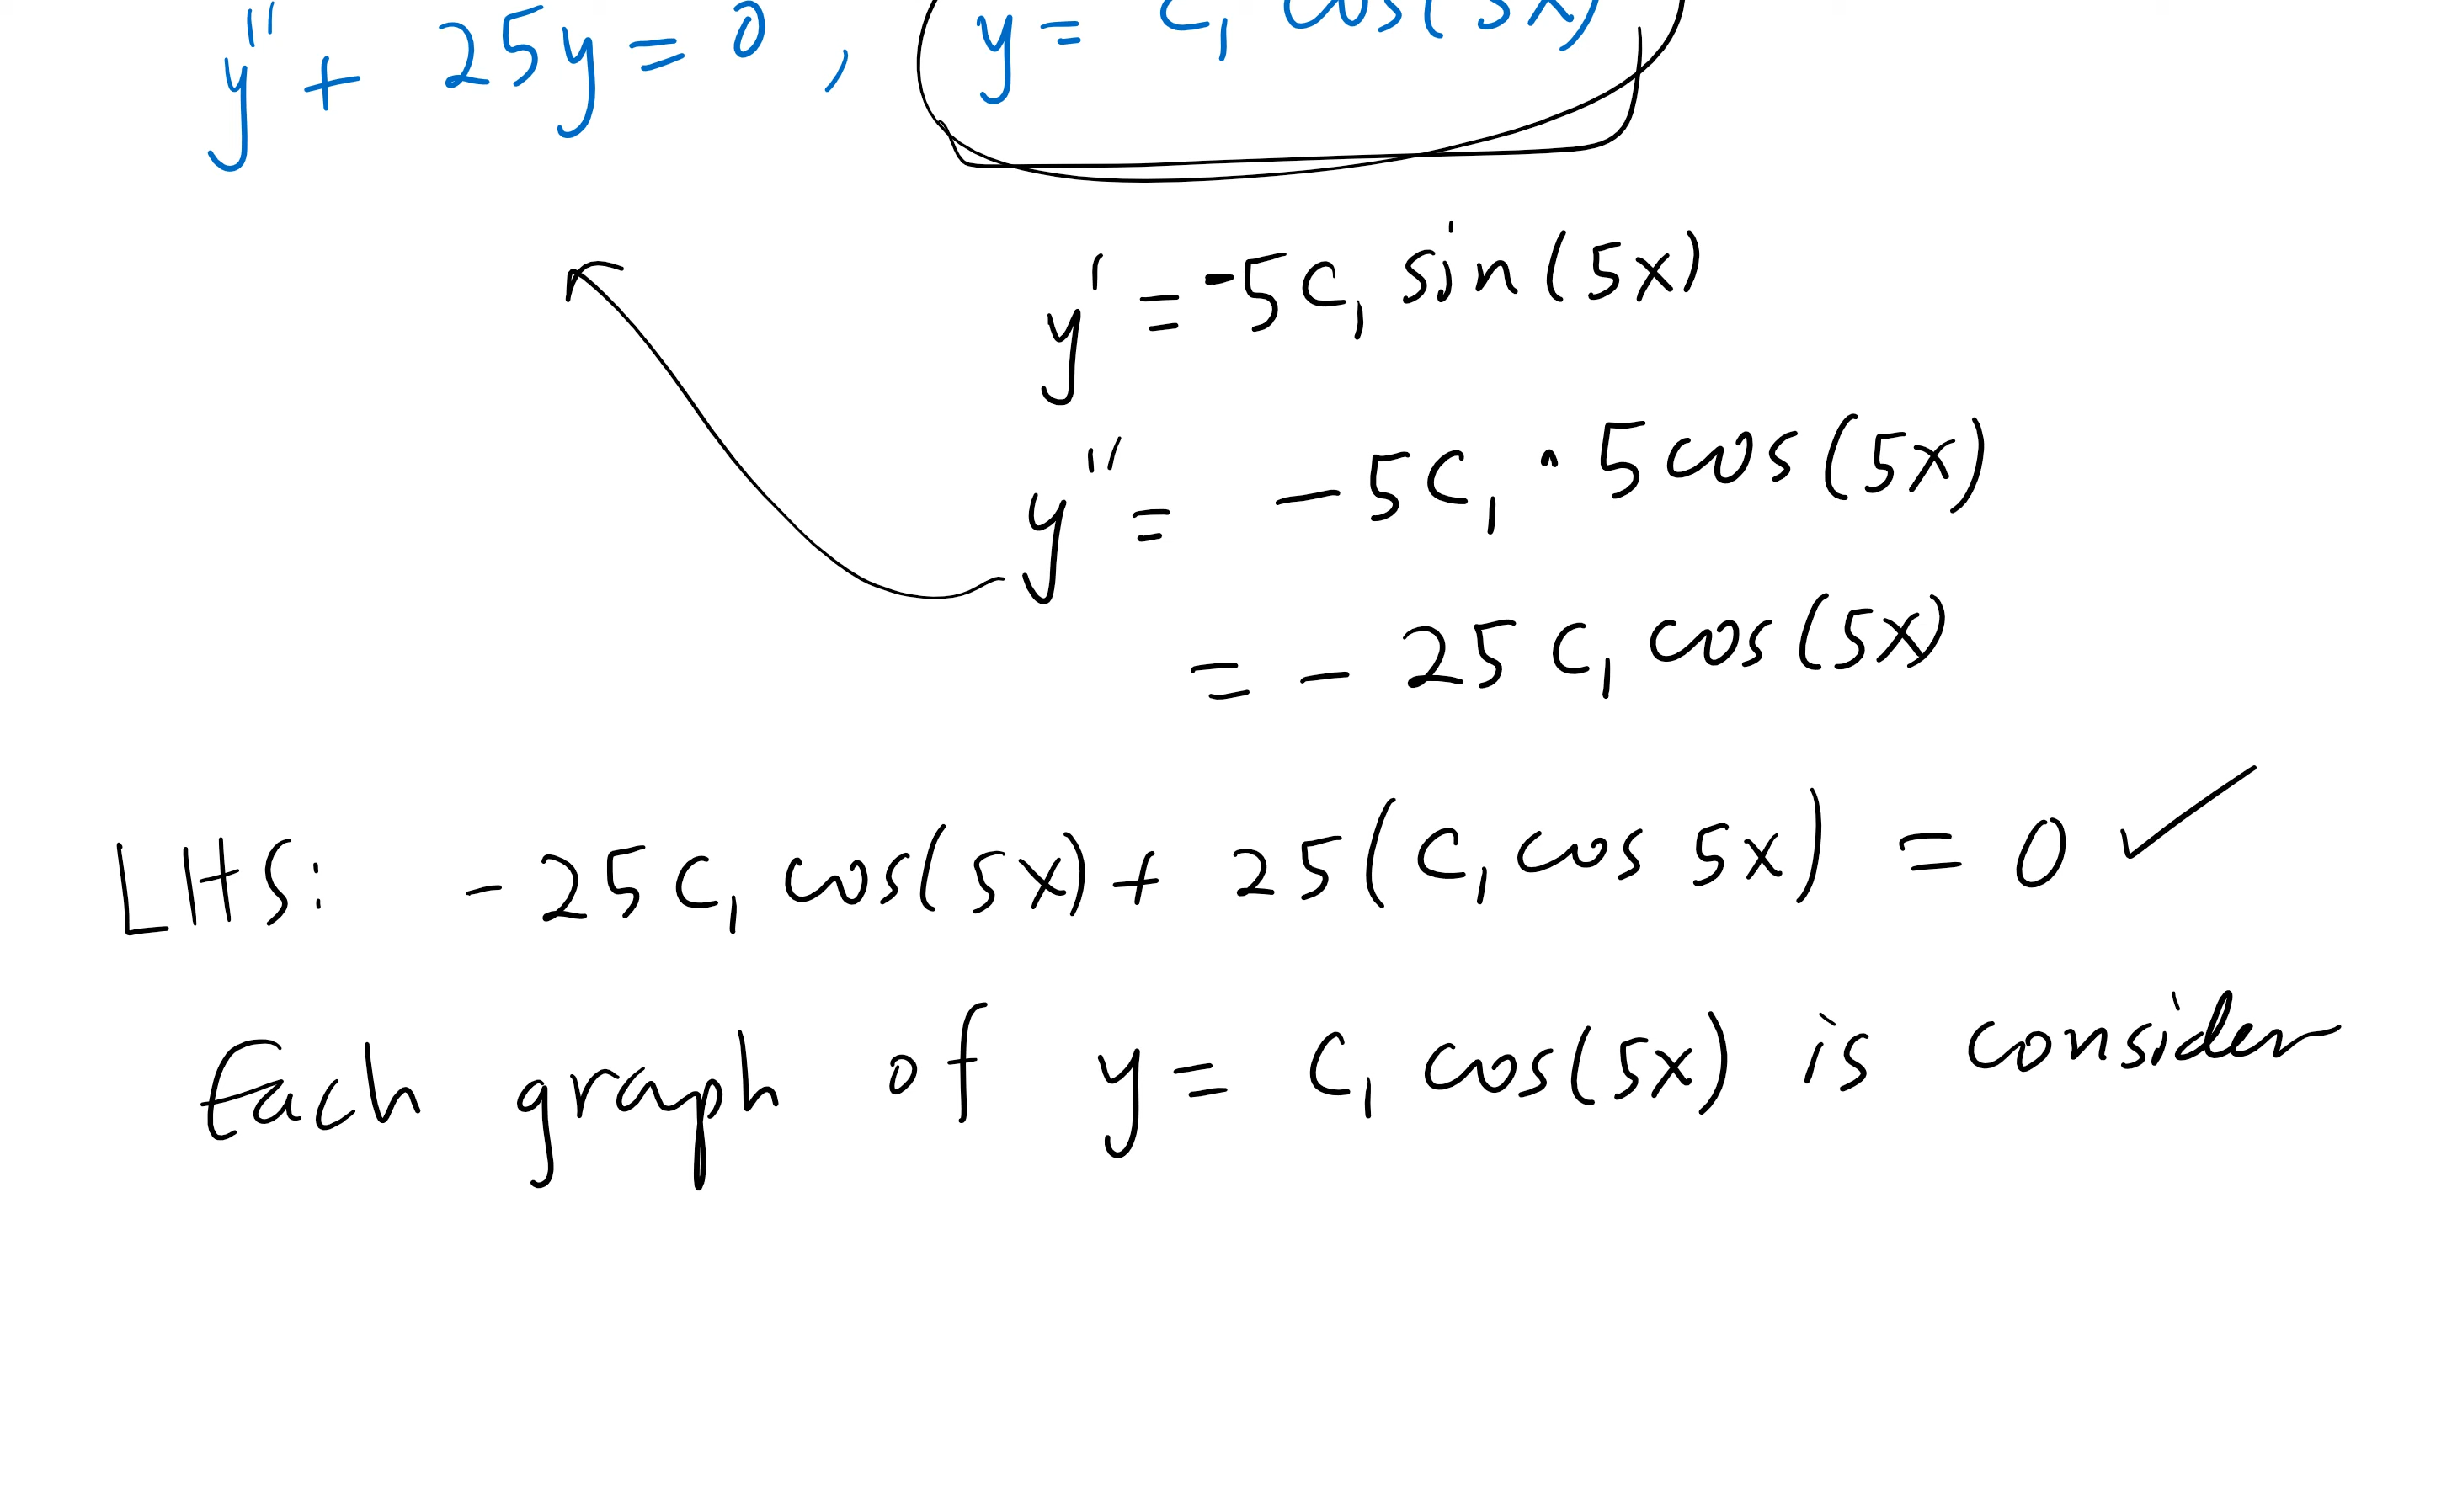 y'' + 25y = 0 , y = C₁ cos(5x)
y' = -5C₁ sin(5x)
y'' = -5C₁ · 5cos(5x)
= -25C₁ cos(5x)
LHS: -25C₁ cos(5x) + 25(C₁ cos 5x) = 0 ✓
Each graph of y = C₁ cos(5x) is consider